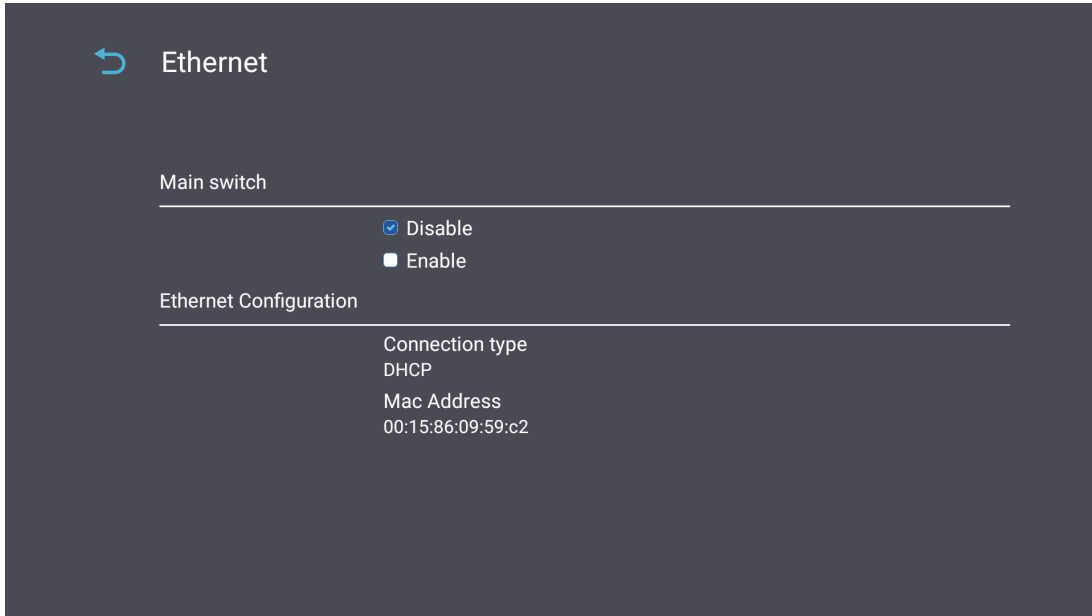 Ethernet
Main switch
Disable
Enable
Ethernet Configuration
Connection type
DHCP
Mac Address
00:15:86:09:59:c2